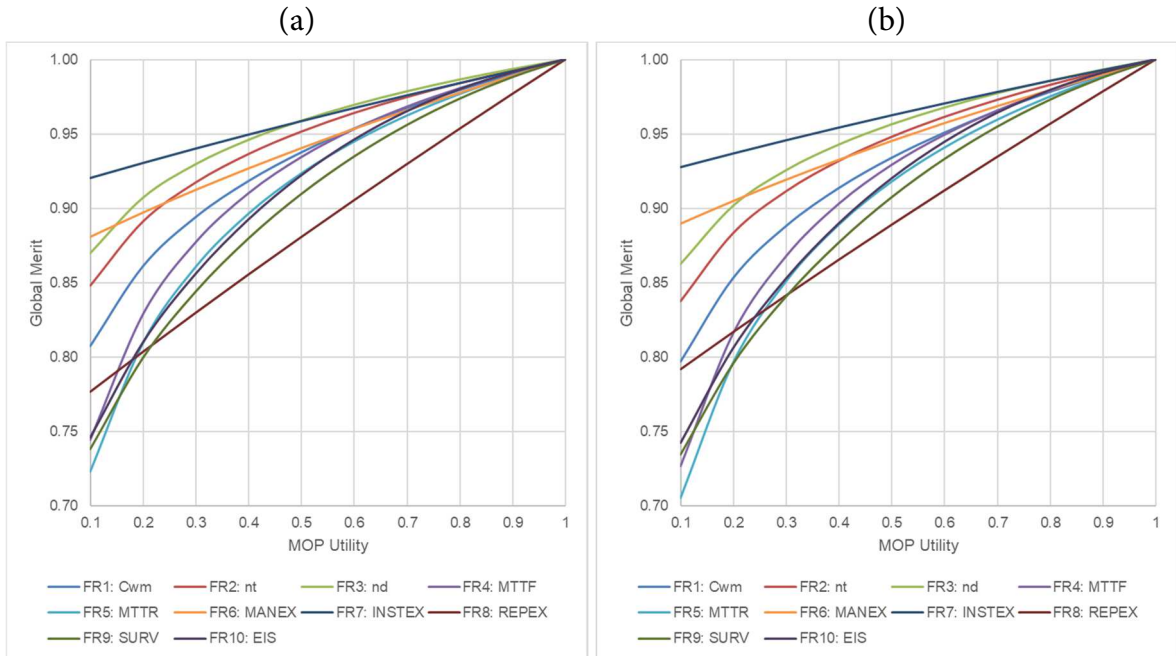 (a)
(b)
Global Merit
1.00
0.95
0.90
0.85
0.80
0.75
0.70
0.1 0.2 0.3 0.4 0.5 0.6 0.7 0.8 0.9 1
MOP Utility
FR1: Cwm FR2: nt FR3: nd FR4: MTTF
FR5: MTTR FR6: MANEX FR7: INSTEX FR8: REPEX
FR9: SURV FR10: EIS
Global Merit
1.00
0.95
0.90
0.85
0.80
0.75
0.70
0.1 0.2 0.3 0.4 0.5 0.6 0.7 0.8 0.9 1
MOP Utility
FR1: Cwm FR2: nt FR3: nd FR4: MTTF
FR5: MTTR FR6: MANEX FR7: INSTEX FR8: REPEX
FR9: SURV FR10: EIS